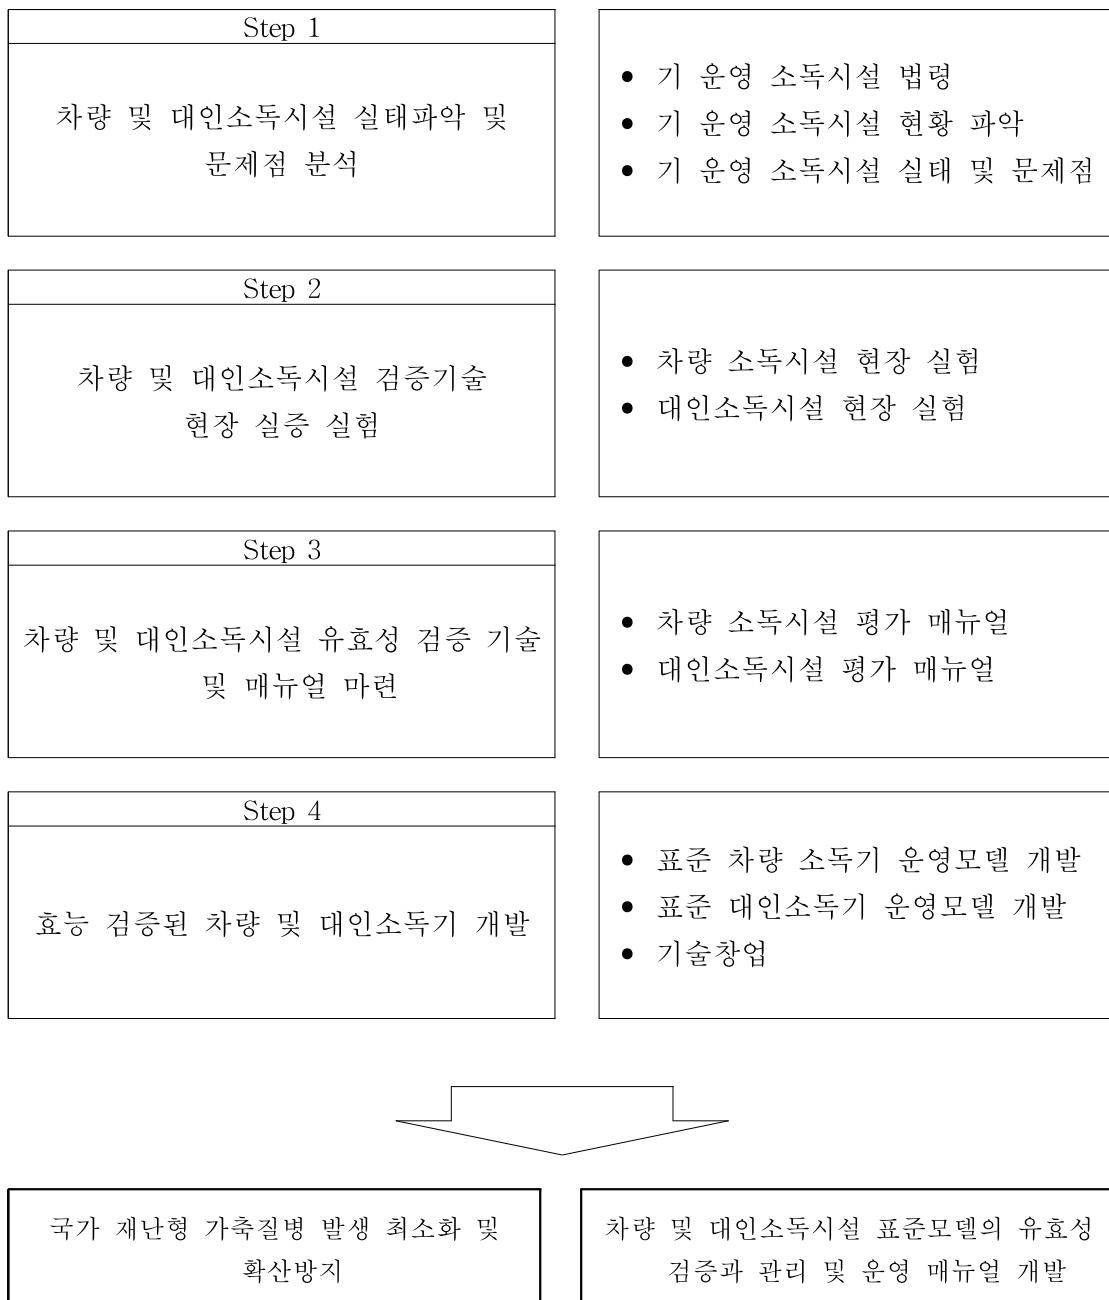 Step 1
차량 및 대인소독시설 실태파악 및
문제점 분석
● 기 운영 소독시설 법령
● 기 운영 소독시설 현황 파악
● 기 운영 소독시설 실태 및 문제점
Step 2
차량 및 대인소독시설 검증기술
현장 실증 실험
● 차량 소독시설 현장 실험
● 대인소독시설 현장 실험
Step 3
차량 및 대인소독시설 유효성 검증 기술
및 매뉴얼 마련
● 차량 소독시설 평가 매뉴얼
● 대인소독시설 평가 매뉴얼
Step 4
효능 검증된 차량 및 대인소독기 개발
● 표준 차량 소독기 운영모델 개발
● 표준 대인소독기 운영모델 개발
● 기술창업
국가 재난형 가축질병 발생 최소화 및
확산방지
차량 및 대인소독시설 표준모델의 유효성
검증과 관리 및 운영 매뉴얼 개발